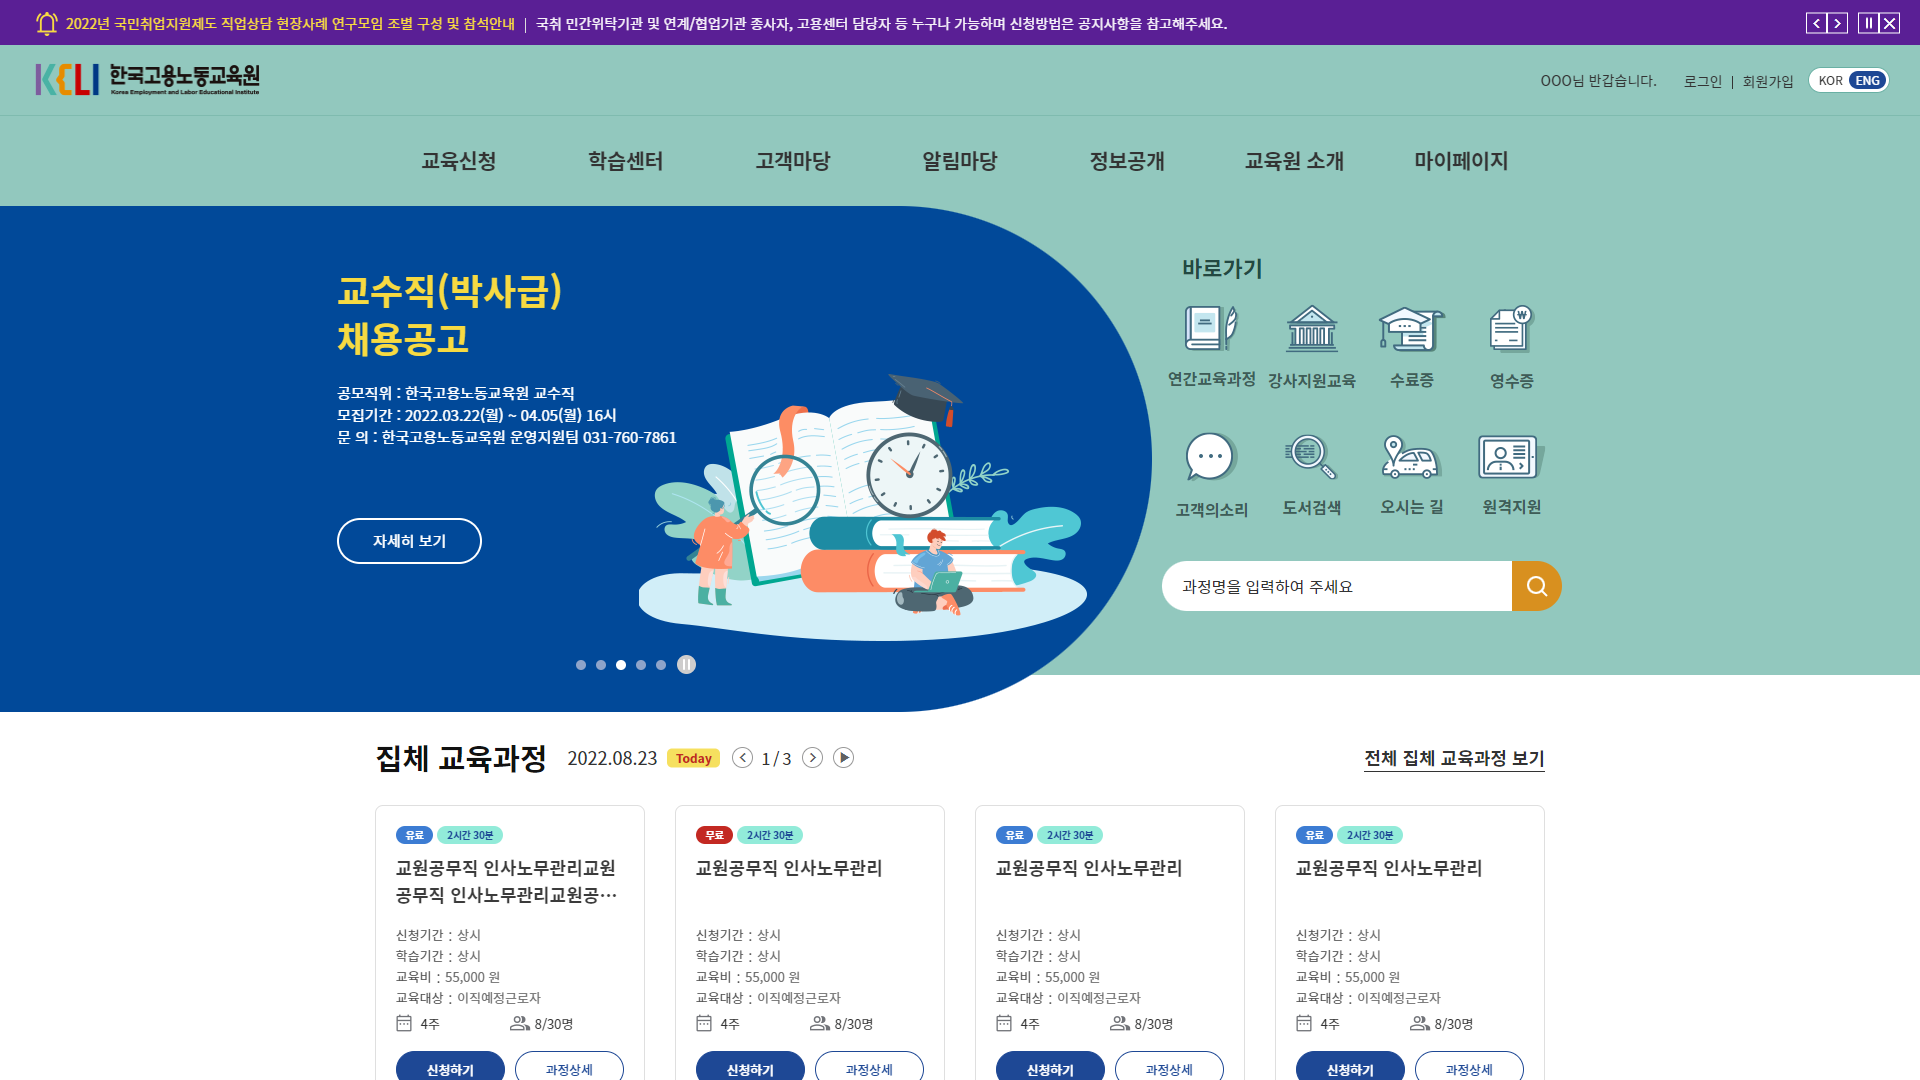 2022년 국민취업지원제도 직업상담 현장사례 연구모임 조별 구성 및 참석안내 | 국취 민간위탁기관 및 연계/협업기관 종사자, 고용센터 담당자 등 누구나 가능하며 신청방법은 공지사항을 참고해주세요.
KELI 한국고용노동교육원
Korea Employment and Labor Educational Institute
OOO님 반갑습니다. 로그인 | 회원가입 KOR ENG
교육신청 학습센터 고객마당 알림마당 정보공개 교육원 소개 마이페이지
교수직(박사급)
채용공고
공모직위 : 한국고용노동교육원 교수직
모집기간 : 2022.03.22(월) ~ 04.05(월) 16시
문 의 : 한국고용노동교육원 운영지원팀 031-760-7861
자세히 보기
바로가기
연간교육과정 강사지원교육 수료증 영수증
고객의소리 도서검색 오시는 길 원격지원
과정명을 입력하여 주세요
집체 교육과정 2022.08.23 Today 1 / 3 전체 집체 교육과정 보기
유료 2시간 30분
교원공무직 인사노무관리교원
공무직 인사노무관리교원공…
신청기간 : 상시
학습기간 : 상시
교육비 : 55,000 원
교육대상 : 이직예정근로자
4주 8/30명
신청하기 과정상세
무료 2시간 30분
교원공무직 인사노무관리
신청기간 : 상시
학습기간 : 상시
교육비 : 55,000 원
교육대상 : 이직예정근로자
4주 8/30명
신청하기 과정상세
유료 2시간 30분
교원공무직 인사노무관리
신청기간 : 상시
학습기간 : 상시
교육비 : 55,000 원
교육대상 : 이직예정근로자
4주 8/30명
신청하기 과정상세
유료 2시간 30분
교원공무직 인사노무관리
신청기간 : 상시
학습기간 : 상시
교육비 : 55,000 원
교육대상 : 이직예정근로자
4주 8/30명
신청하기 과정상세